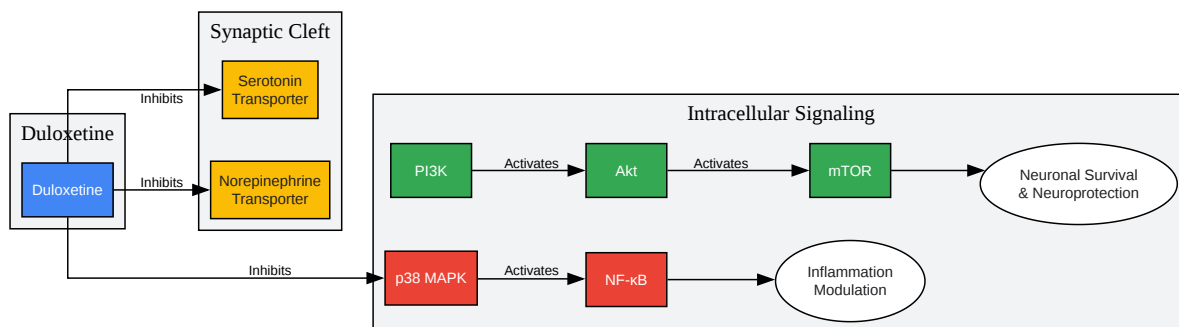 Synaptic Cleft
Serotonin
Transporter
Inhibits
Duloxetine
Duloxetine
Inhibits
Norepinephrine
Transporter
Intracellular Signaling
PI3K
Activates
Akt
Activates
mTOR
Neuronal Survival
& Neuroprotection
Inhibits
p38 MAPK
Activates
NF-κB
Inflammation
Modulation